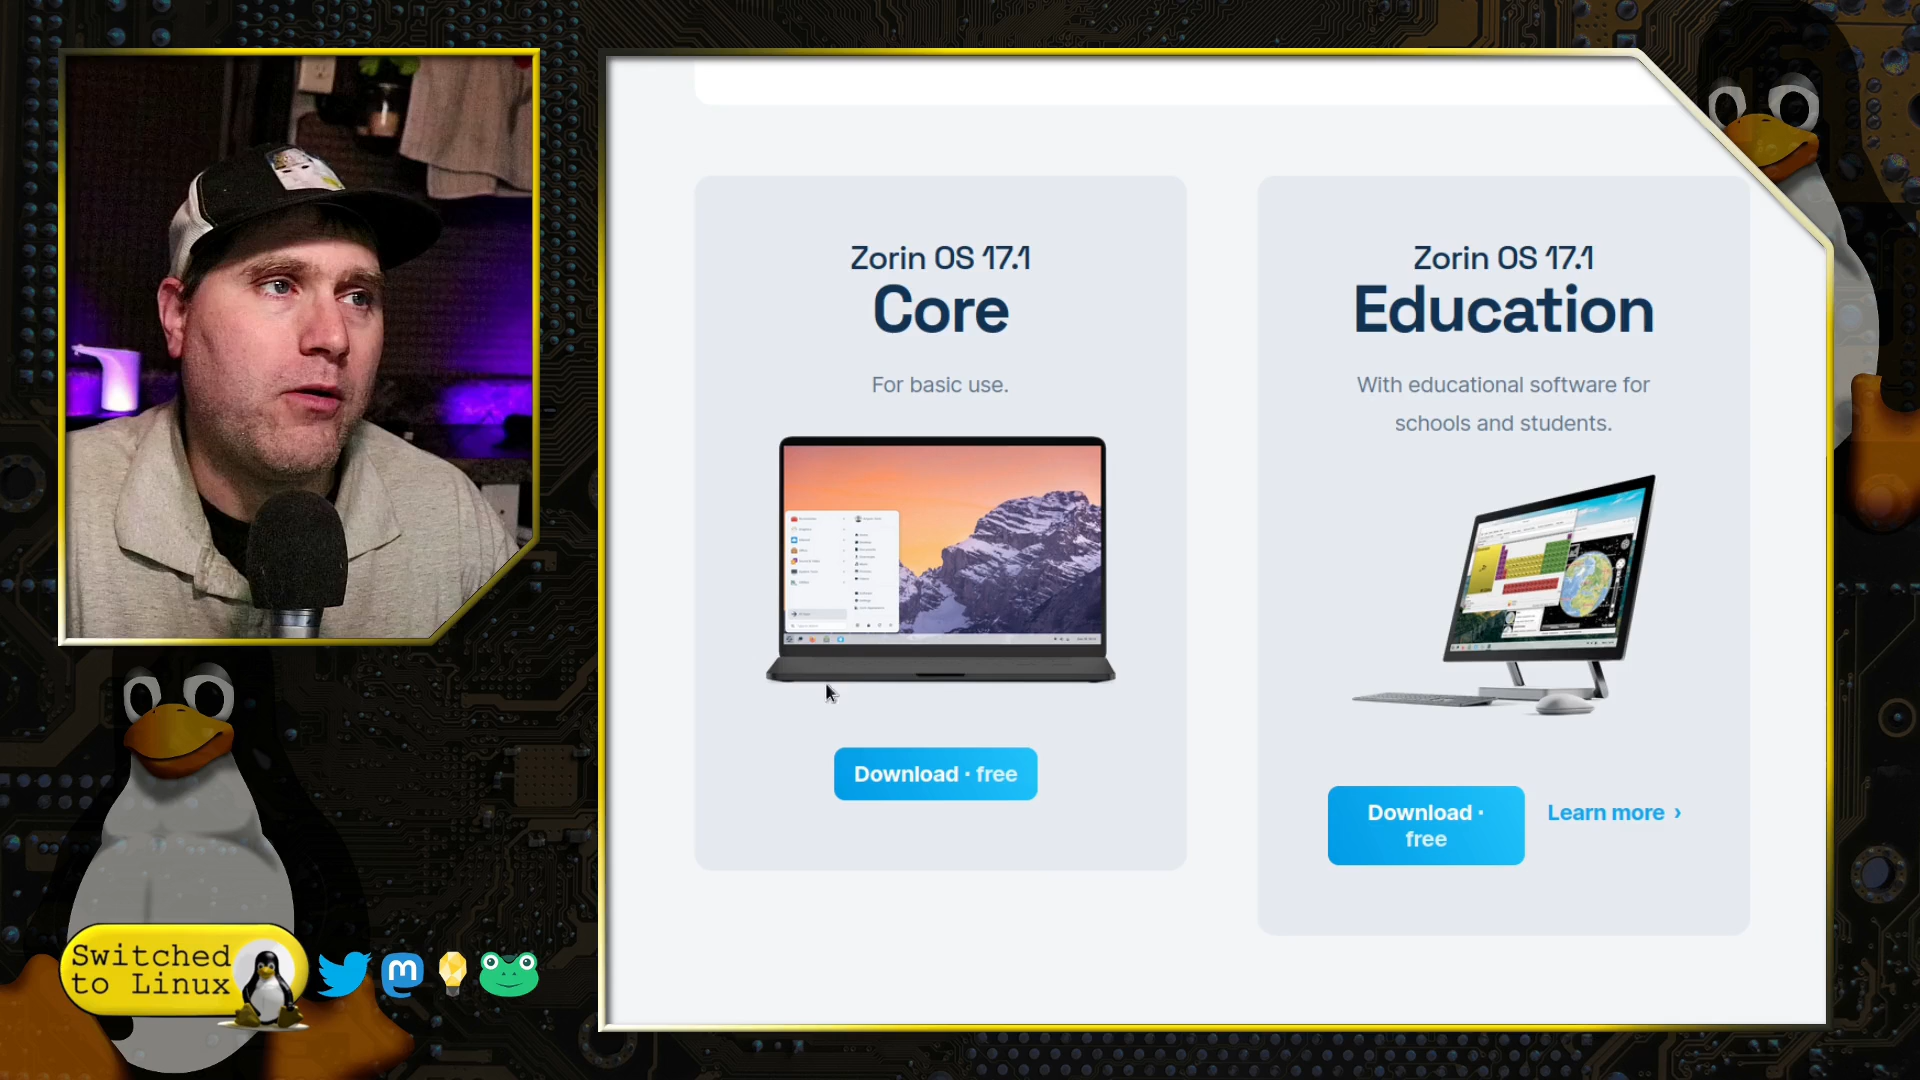 Zorin OS 17.1
Core
For basic use.
Download · free
Zorin OS 17.1
Education
With educational software for
schools and students.
Download ·
free
Learn more ›
Switched
to Linux
m